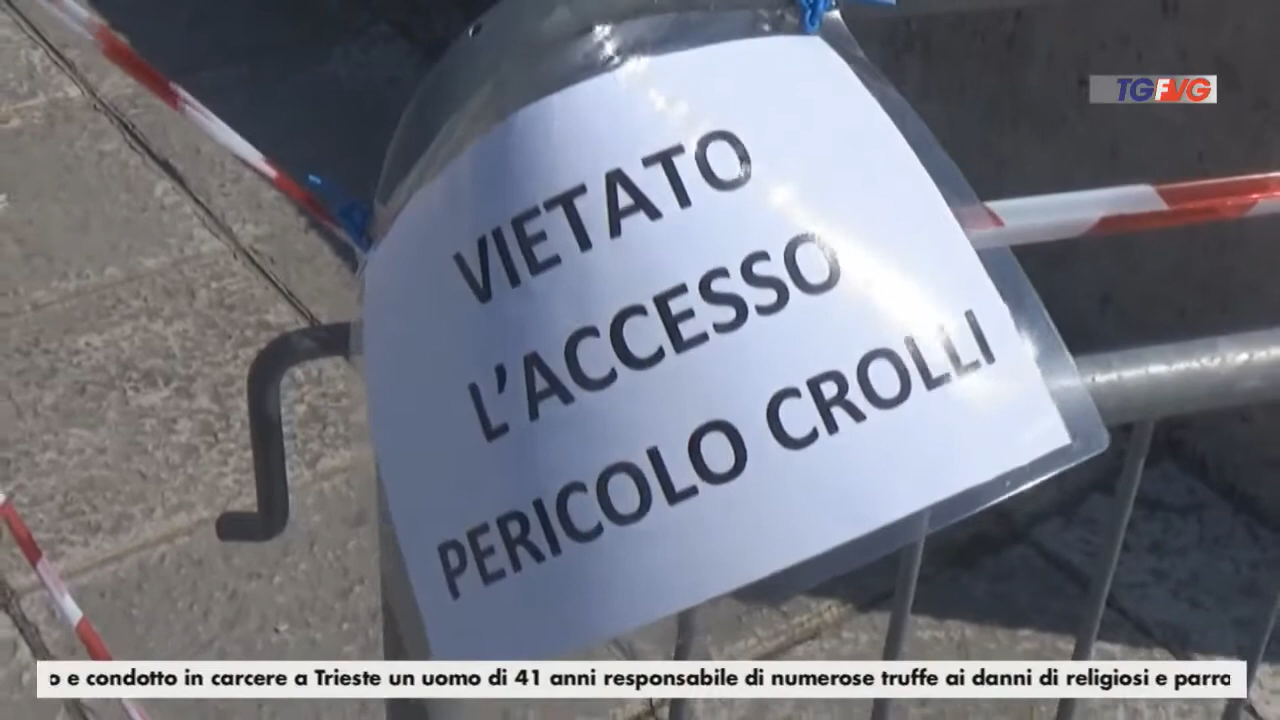 TGFVG
VIETATO
L'ACCESSO
PERICOLO CROLLI
e condotto in carcere a Trieste un uomo di 41 anni responsabile di numerose truffe ai danni di religiosi e